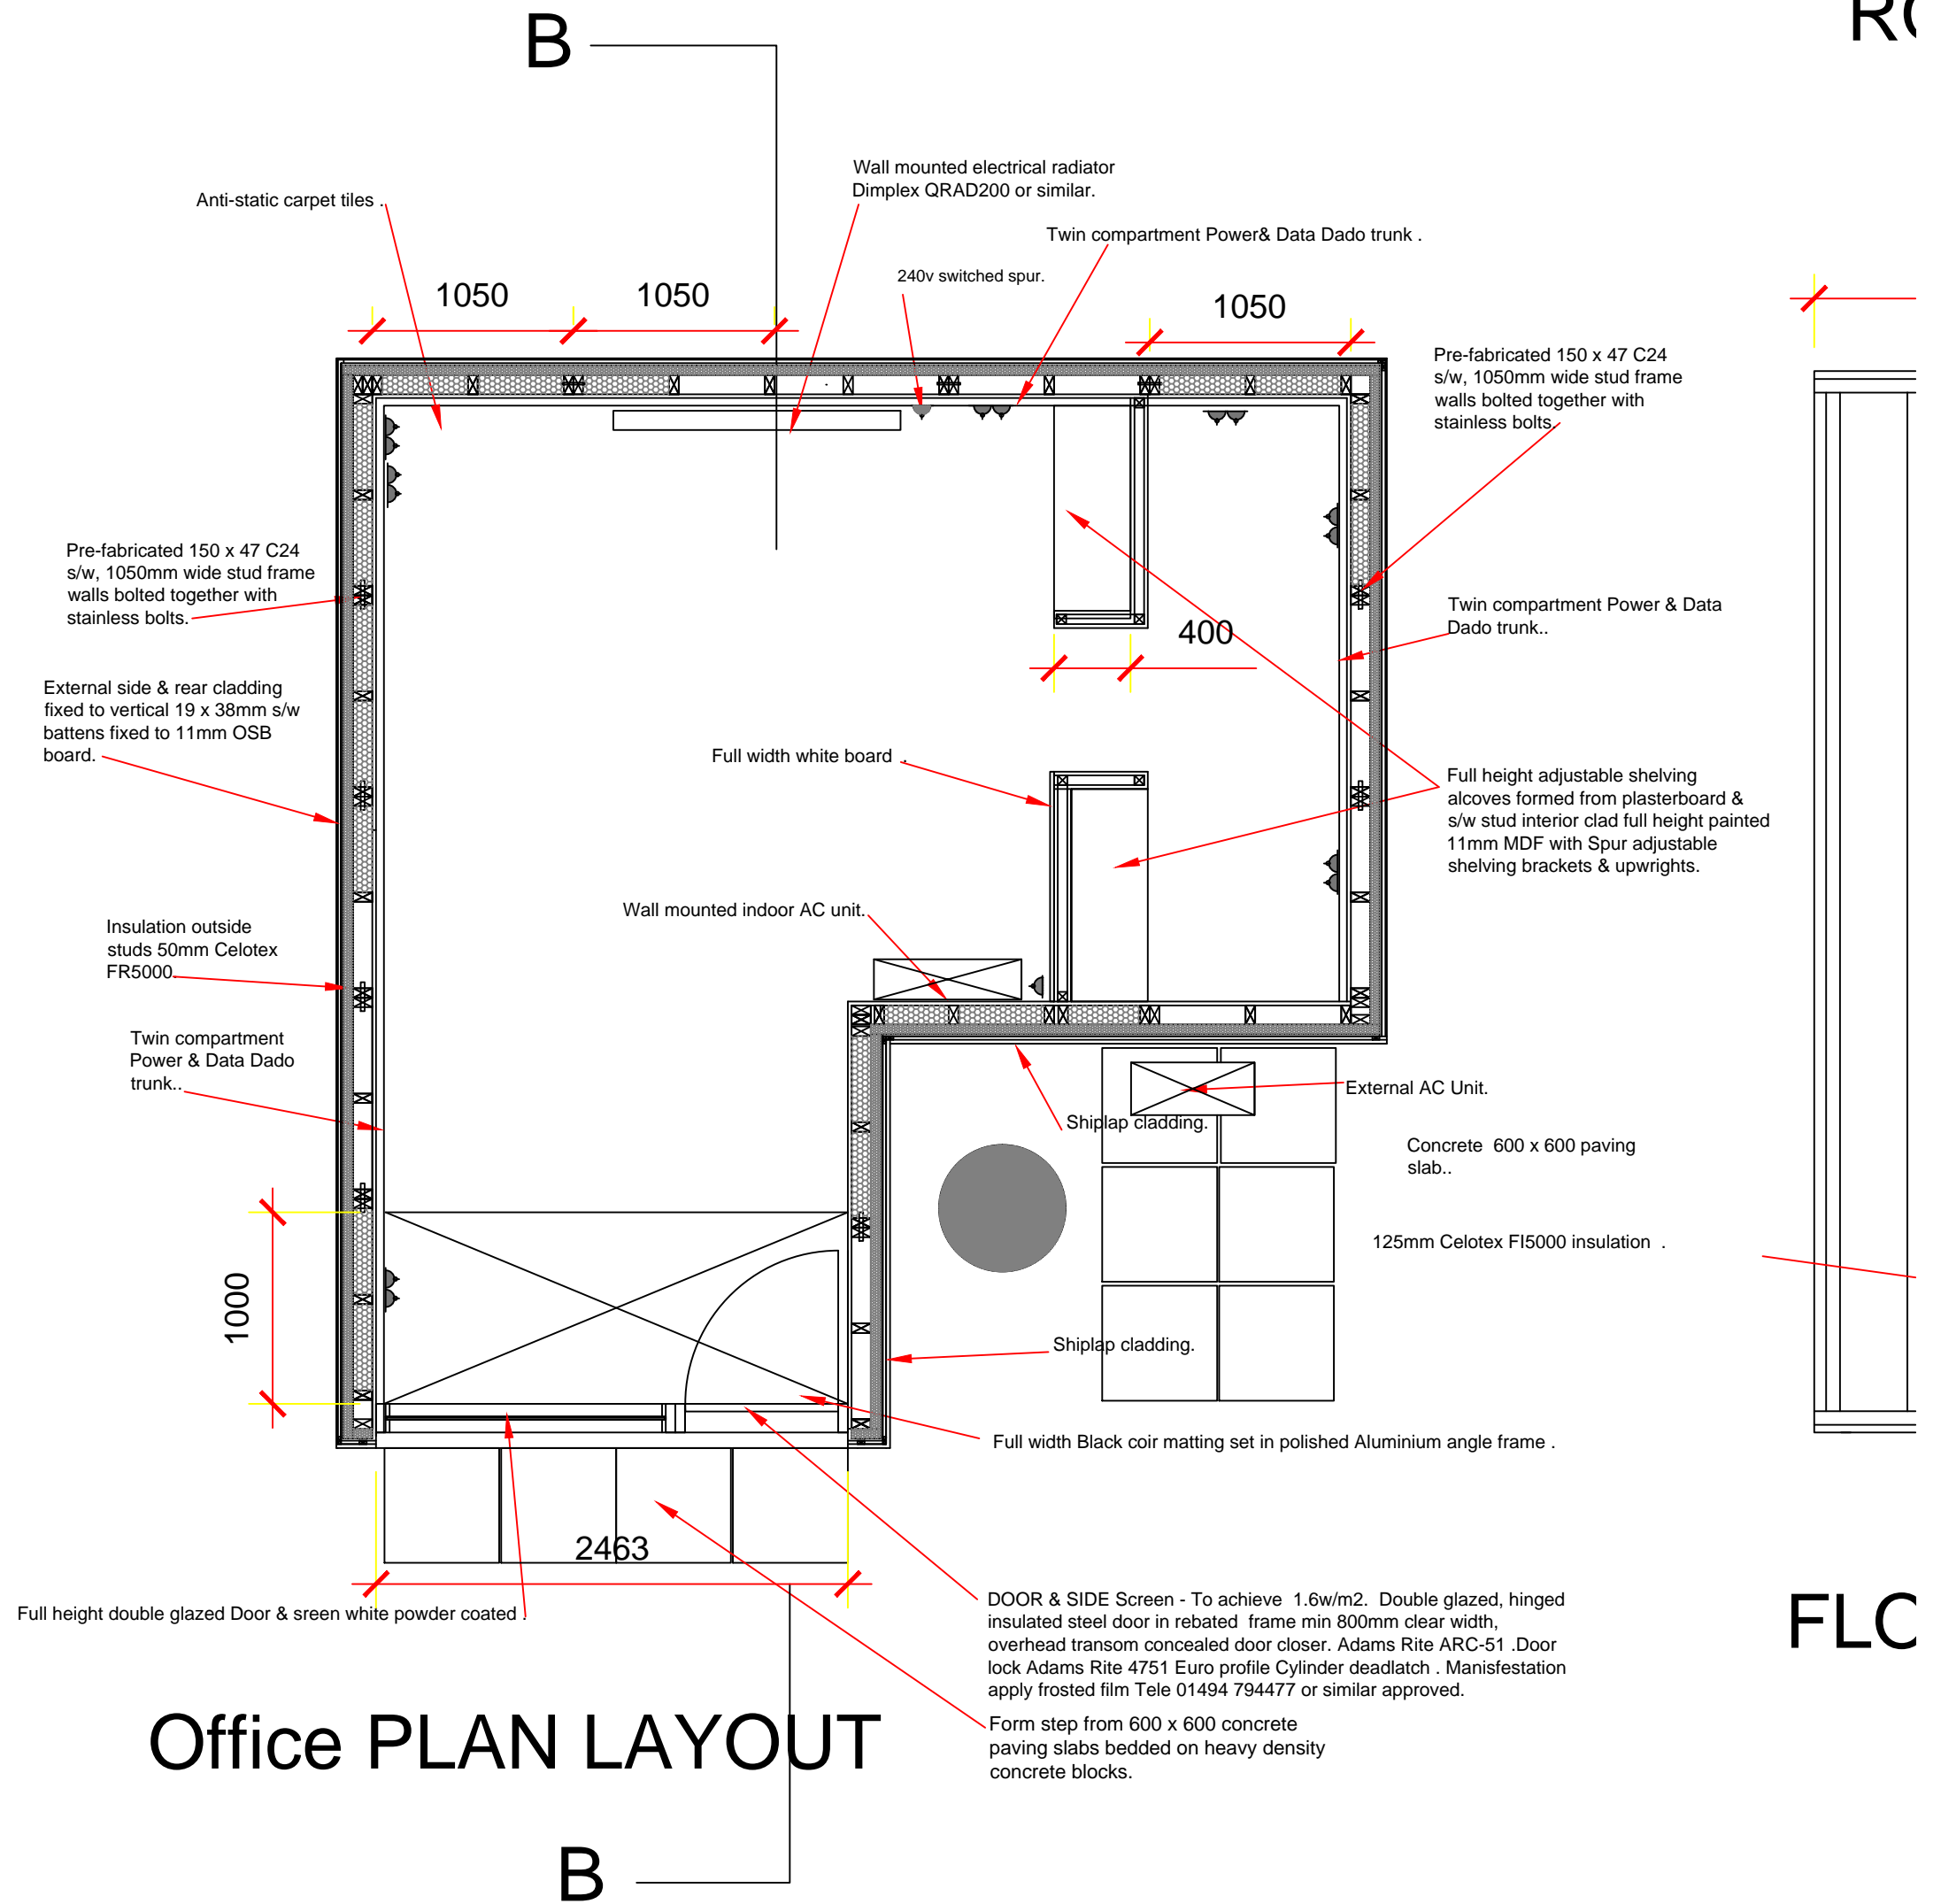 B
RO
Wall mounted electrical radiator
Dimplex QRAD200 or similar.
Anti-static carpet tiles .
Twin compartment Power& Data Dado trunk .
240v switched spur.
1050
1050
1050
Pre-fabricated 150 x 47 C24
s/w, 1050mm wide stud frame
walls bolted together with
stainless bolts.
Pre-fabricated 150 x 47 C24
s/w, 1050mm wide stud frame
walls bolted together with
stainless bolts.
Twin compartment Power & Data
Dado trunk..
400
External side & rear cladding
fixed to vertical 19 x 38mm s/w
battens fixed to 11mm OSB
board.
Full width white board .
Full height adjustable shelving
alcoves formed from plasterboard &
s/w stud interior clad full height painted
11mm MDF with Spur adjustable
shelving brackets & upwrights.
Wall mounted indoor AC unit.
Insulation outside
studs 50mm Celotex
FR5000.
Twin compartment
Power & Data Dado
trunk..
External AC Unit.
Shiplap cladding.
Concrete 600 x 600 paving
slab..
125mm Celotex FI5000 insulation .
1000
Shiplap cladding.
Full width Black coir matting set in polished Aluminium angle frame .
2463
Full height double glazed Door & sreen white powder coated .
DOOR & SIDE Screen - To achieve 1.6w/m2. Double glazed, hinged
insulated steel door in rebated frame min 800mm clear width,
overhead transom concealed door closer. Adams Rite ARC-51 .Door
lock Adams Rite 4751 Euro profile Cylinder deadlatch . Manisfestation
apply frosted film Tele 01494 794477 or similar approved.
Form step from 600 x 600 concrete
paving slabs bedded on heavy density
concrete blocks.
Office PLAN LAYOUT
FLO
B